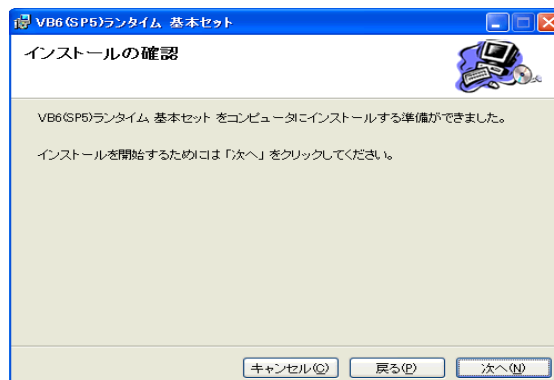 VB6(SP5)ランタイム 基本セット
インストールの確認
VB6(SP5)ランタイム 基本セット をコンピュータにインストールする準備ができました。
インストールを開始するためには「次へ」をクリックしてください。
キャンセル(C) 戻る(P) 次へ(N)